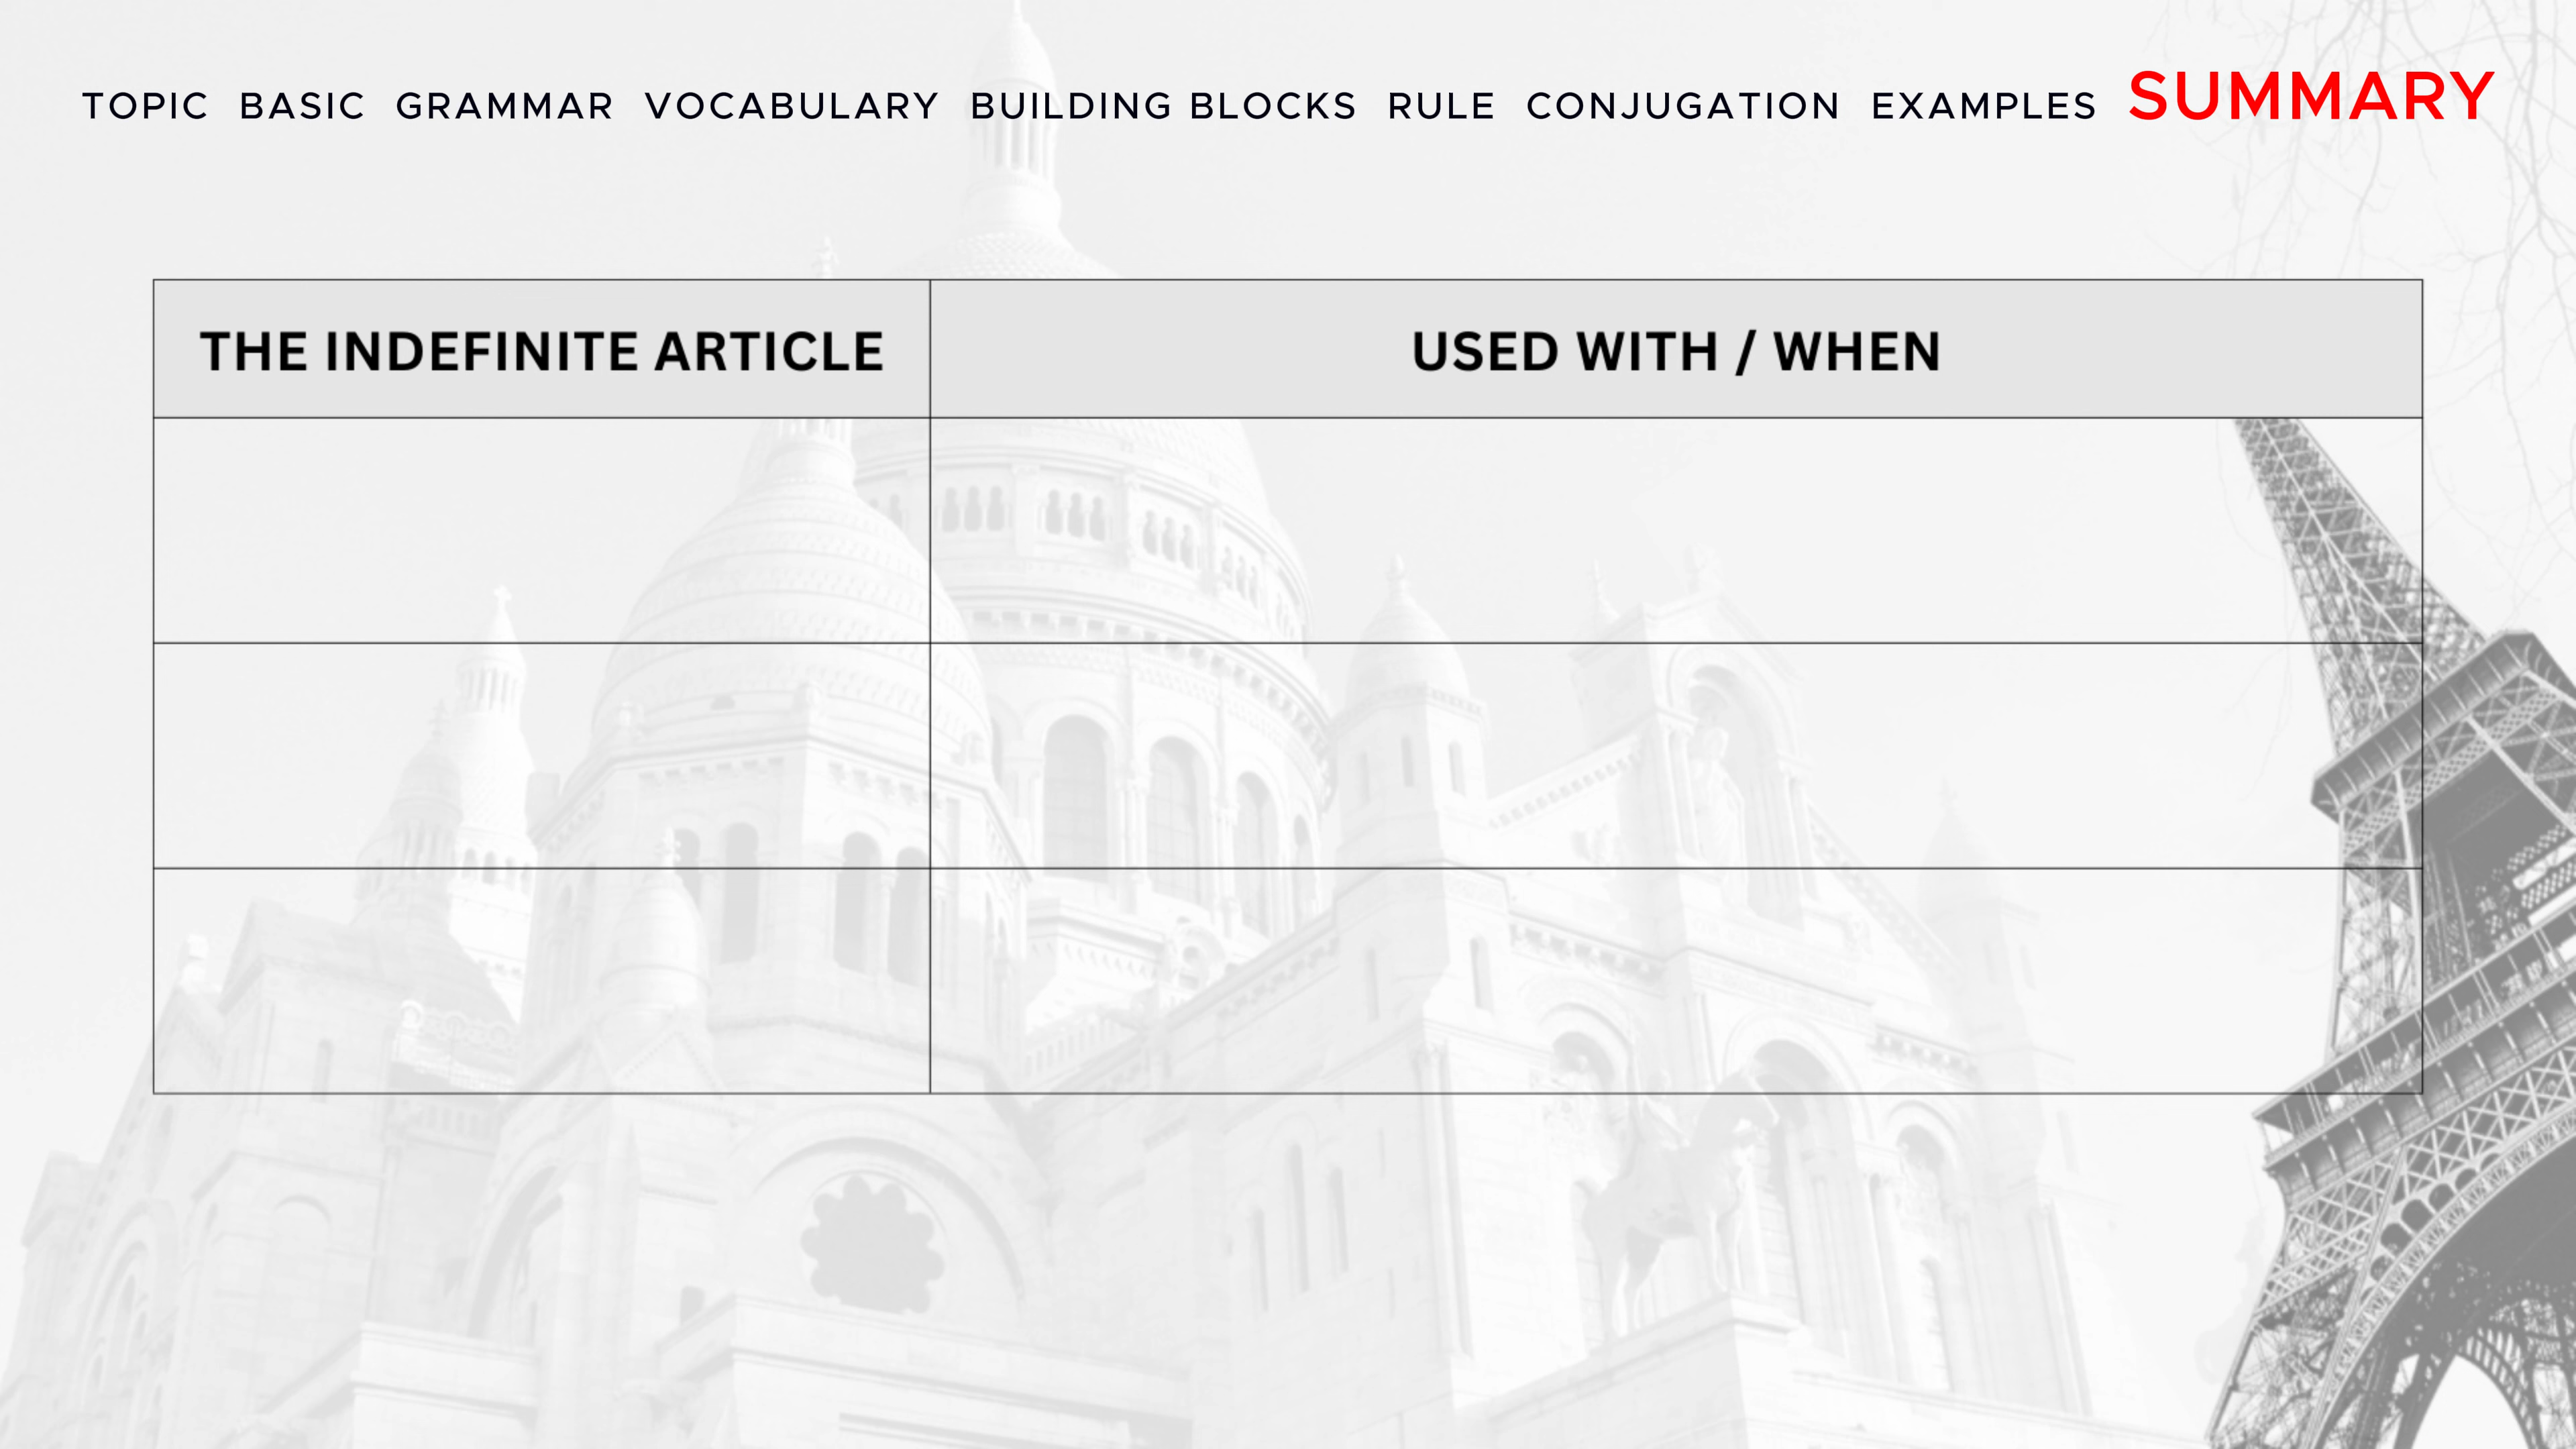 TOPIC BASIC GRAMMAR VOCABULARY BUILDING BLOCKS RULE CONJUGATION EXAMPLES SUMMARY
THE INDEFINITE ARTICLE USED WITH / WHEN